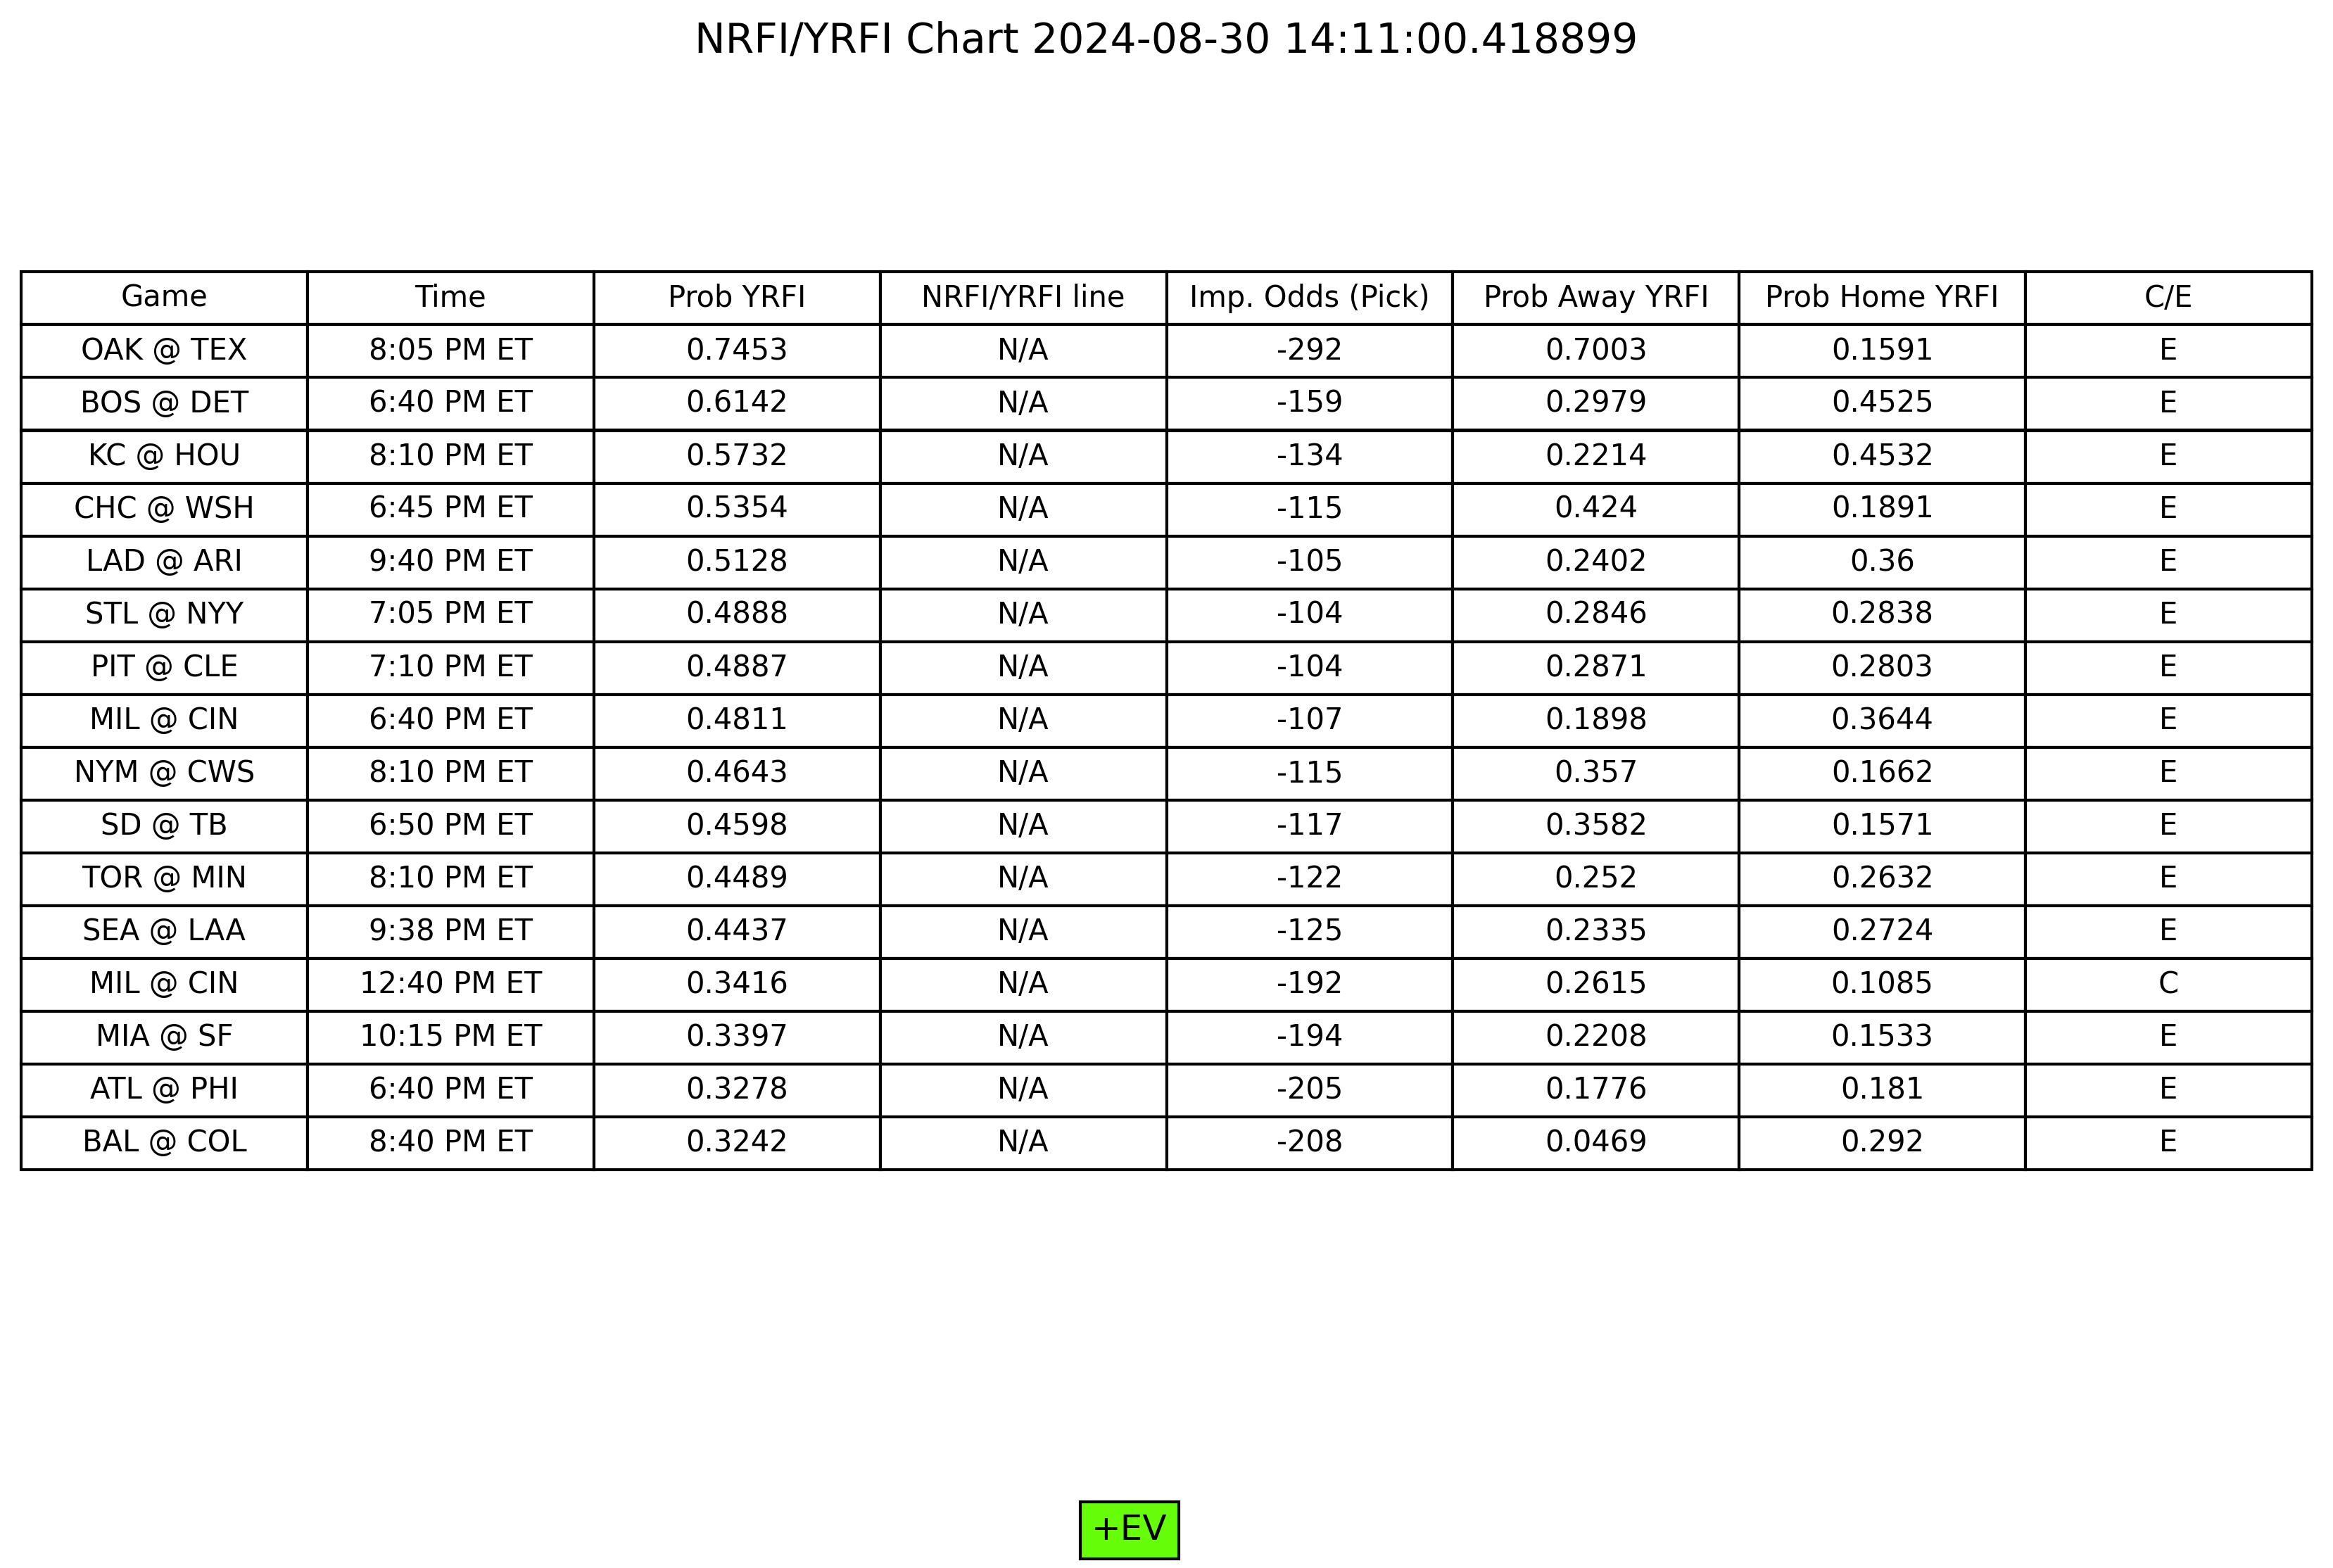 NRFI/YRFI Chart 2024-08-30 14:11:00.418899
Game Time Prob YRFI NRFI/YRFI line Imp. Odds (Pick) Prob Away YRFI Prob Home YRFI C/E
OAK @ TEX 8:05 PM ET 0.7453 N/A -292 0.7003 0.1591 E
BOS @ DET 6:40 PM ET 0.6142 N/A -159 0.2979 0.4525 E
KC @ HOU 8:10 PM ET 0.5732 N/A -134 0.2214 0.4532 E
CHC @ WSH 6:45 PM ET 0.5354 N/A -115 0.424 0.1891 E
LAD @ ARI 9:40 PM ET 0.5128 N/A -105 0.2402 0.36 E
STL @ NYY 7:05 PM ET 0.4888 N/A -104 0.2846 0.2838 E
PIT @ CLE 7:10 PM ET 0.4887 N/A -104 0.2871 0.2803 E
MIL @ CIN 6:40 PM ET 0.4811 N/A -107 0.1898 0.3644 E
NYM @ CWS 8:10 PM ET 0.4643 N/A -115 0.357 0.1662 E
SD @ TB 6:50 PM ET 0.4598 N/A -117 0.3582 0.1571 E
TOR @ MIN 8:10 PM ET 0.4489 N/A -122 0.252 0.2632 E
SEA @ LAA 9:38 PM ET 0.4437 N/A -125 0.2335 0.2724 E
MIL @ CIN 12:40 PM ET 0.3416 N/A -192 0.2615 0.1085 C
MIA @ SF 10:15 PM ET 0.3397 N/A -194 0.2208 0.1533 E
ATL @ PHI 6:40 PM ET 0.3278 N/A -205 0.1776 0.181 E
BAL @ COL 8:40 PM ET 0.3242 N/A -208 0.0469 0.292 E
+EV